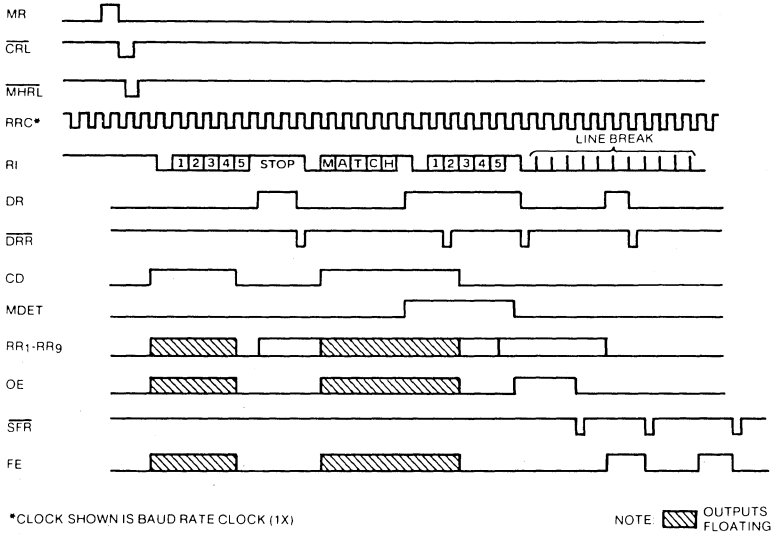 MR
CRL
MHRL
RRC*
LINE BREAK
RI
1 2 3 4 5 STOP M A T C H 1 2 3 4 5
DR
DRR
CD
MDET
RR1-RR9
OE
SFR
FE
*CLOCK SHOWN IS BAUD RATE CLOCK (1X)
NOTE: OUTPUTS
FLOATING